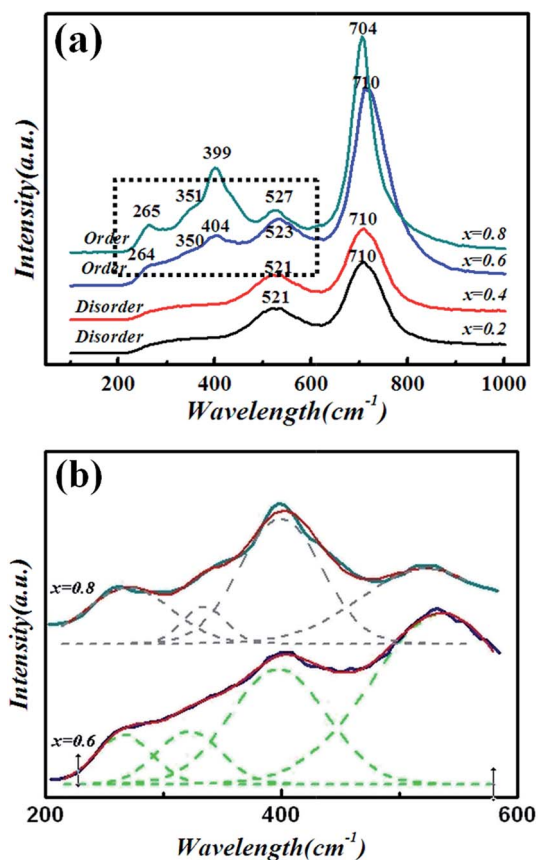 (a)
704
710
399
351
265
527
Order
x=0.8
264
350
404
523
Order
x=0.6
710
521
Disorder
x=0.4
710
521
Disorder
x=0.2
Intensity(a.u.)
200 400 600 800 1000
Wavelength(cm⁻¹)
(b)
x=0.8
x=0.6
Intensity(a.u.)
200 400 600
Wavelength(cm⁻¹)